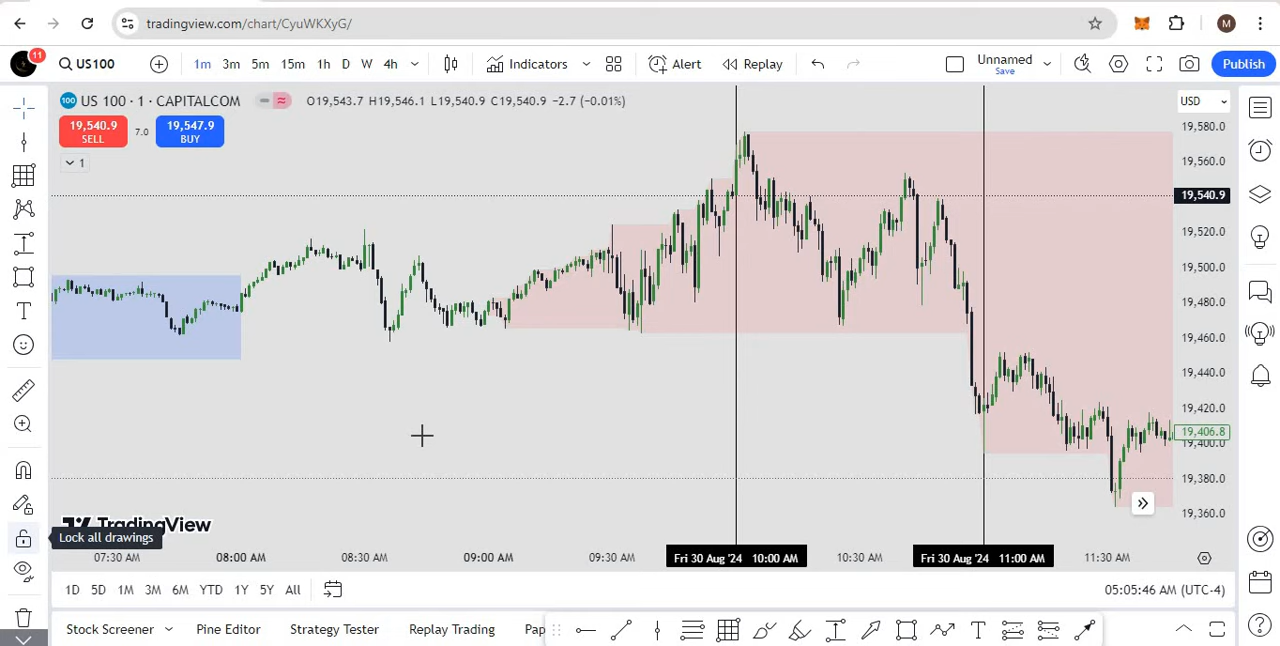 tradingview.com/chart/CyuWKXyG/
M
11
US100
1m 3m 5m 15m 1h D W 4h
Indicators
Alert
Replay
Unnamed
Save
Publish
100 US 100 · 1 · CAPITALCOM
O19,543.7 H19,546.1 L19,540.9 C19,540.9 −2.7 (−0.01%)
USD
19,540.9
SELL
7.0
19,547.9
BUY
1
19,580.0
19,560.0
19,540.9
19,520.0
19,500.0
19,480.0
19,460.0
19,440.0
19,420.0
19,406.8
19,400.0
19,380.0
19,360.0
TradingView
Lock all drawings
07:30 AM 08:00 AM 08:30 AM 09:00 AM 09:30 AM Fri 30 Aug '24 10:00 AM 10:30 AM Fri 30 Aug '24 11:00 AM 11:30 AM
1D 5D 1M 3M 6M YTD 1Y 5Y All
05:05:46 AM (UTC-4)
Stock Screener
Pine Editor
Strategy Tester
Replay Trading
Pap